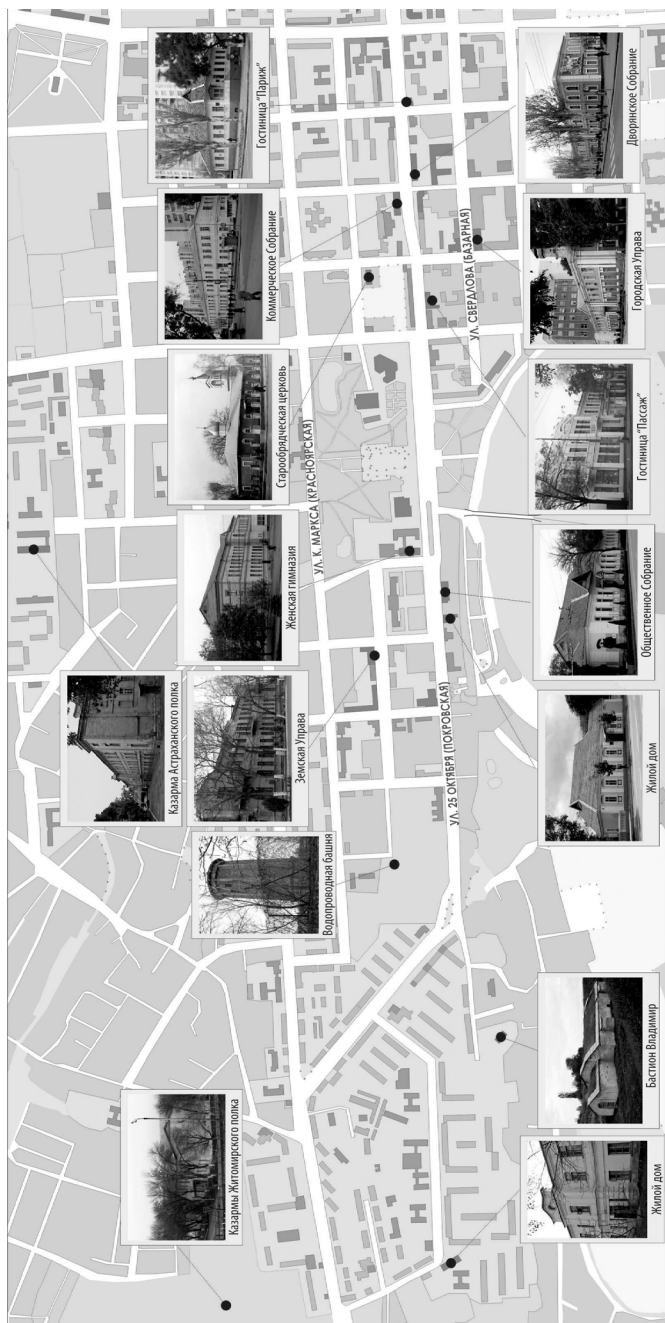 Казармы Житомирского полка
Казарма Астраханского полка
Водопроводная башня
Земская Управа
Женская гимназия
Старообрядческая церковь
Коммерческое Собрание
Гостиница "Париж"
УЛ. К. МАРКСА (КРАСНОЯРСКАЯ)
УЛ. 25 ОКТЯБРЯ (ПОКРОВСКАЯ)
УЛ. СВЕРДЛОВА (БАЗАРНАЯ)
Жилой дом
Бастион Владимир
Жилой дом
Общественное Собрание
Гостиница "Пассаж"
Городская Управа
Дворянское Собрание